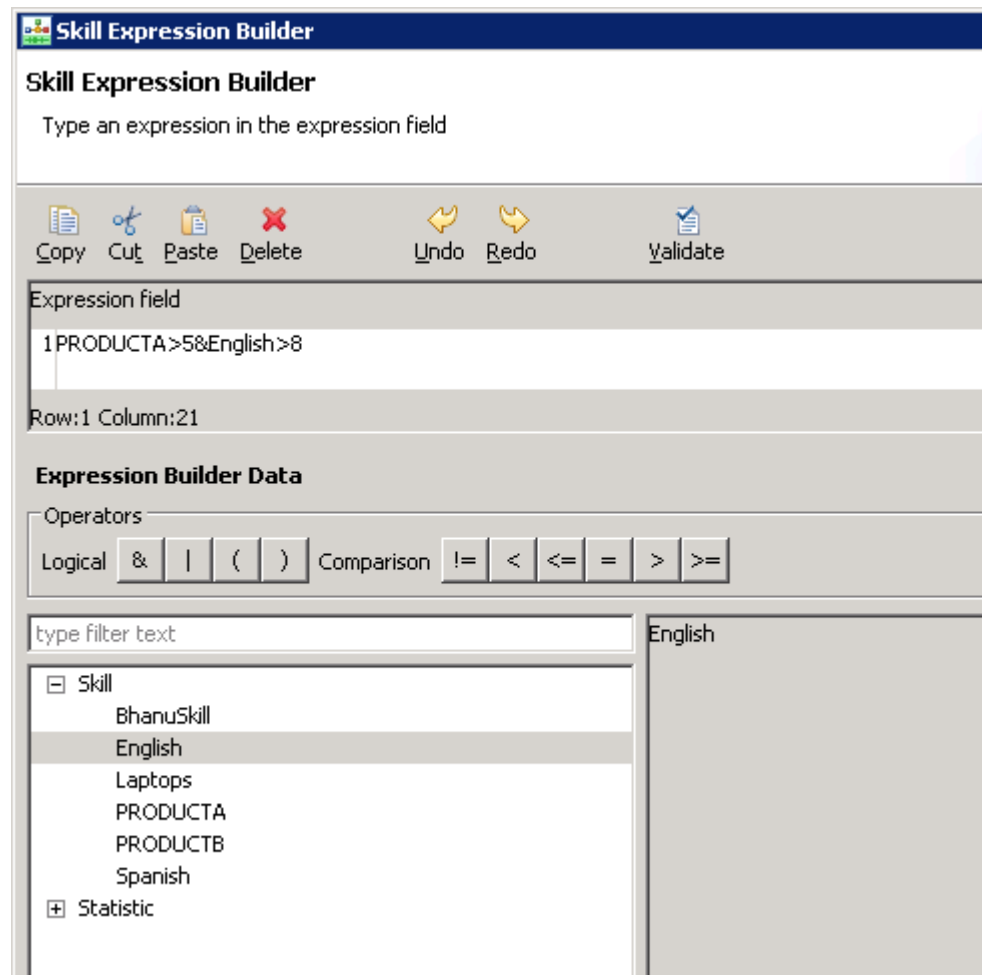 Skill Expression Builder
Skill Expression Builder
Type an expression in the expression field
Copy Cut Paste Delete Undo Redo Validate
Expression field
1 PRODUCTA>5&English>8
Row:1 Column:21
Expression Builder Data
Operators
Logical & | ( ) Comparison != < <= = > >=
type filter text
English
Skill
BhanuSkill
English
Laptops
PRODUCTA
PRODUCTB
Spanish
Statistic